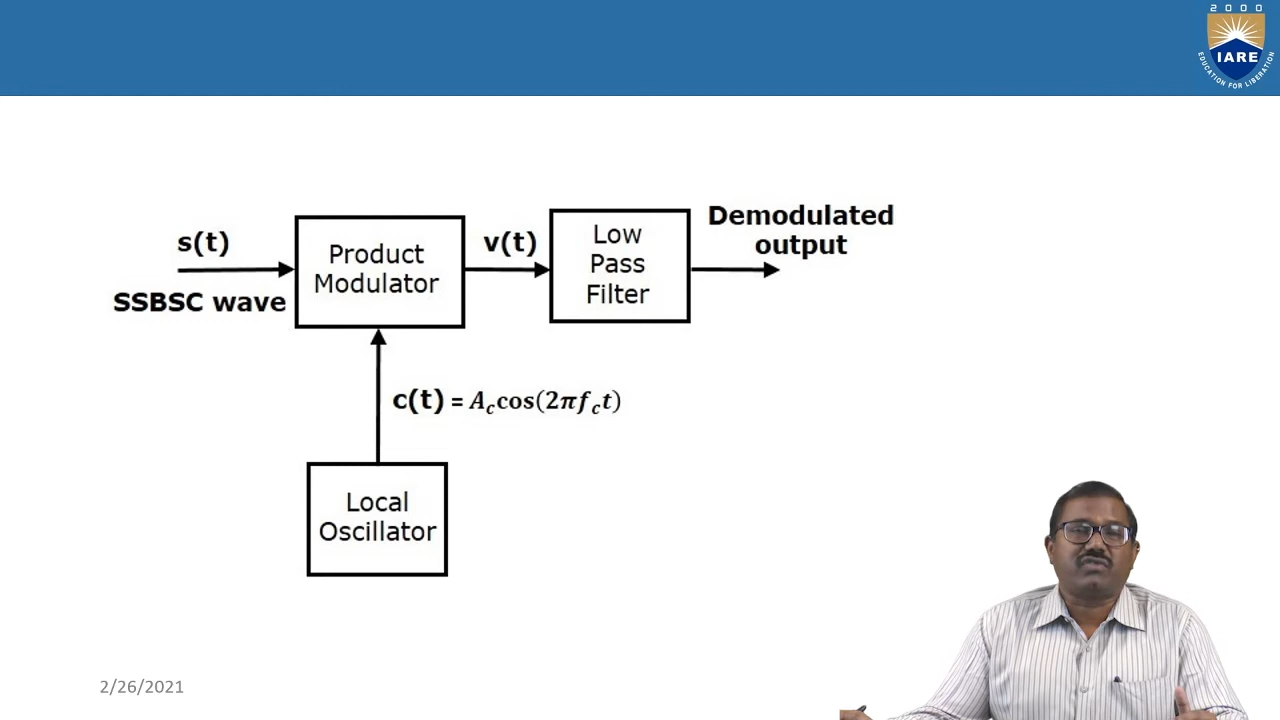 2000
IARE
EDUCATION FOR LIBERATION
s(t)
SSBSC wave
Product
Modulator
v(t)
Low
Pass
Filter
Demodulated
output
c(t) = A_c cos(2πf_c t)
Local
Oscillator
2/26/2021